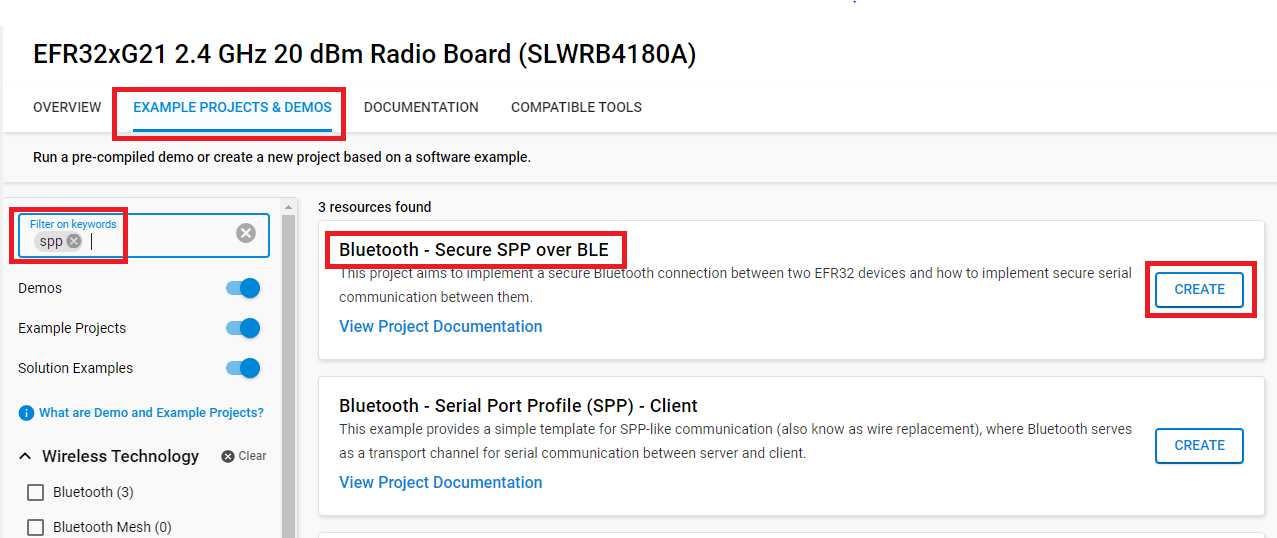 EFR32xG21 2.4 GHz 20 dBm Radio Board (SLWRB4180A)
OVERVIEW EXAMPLE PROJECTS & DEMOS DOCUMENTATION COMPATIBLE TOOLS
Run a pre-compiled demo or create a new project based on a software example.
Filter on keywords
spp
Demos
Example Projects
Solution Examples
What are Demo and Example Projects?
Wireless Technology Clear
Bluetooth (3)
Bluetooth Mesh (0)
3 resources found
Bluetooth - Secure SPP over BLE
This project aims to implement a secure Bluetooth connection between two EFR32 devices and how to implement secure serial
communication between them.
View Project Documentation
CREATE
Bluetooth - Serial Port Profile (SPP) - Client
This example provides a simple template for SPP-like communication (also know as wire replacement), where Bluetooth serves
as a transport channel for serial communication between server and client.
View Project Documentation
CREATE